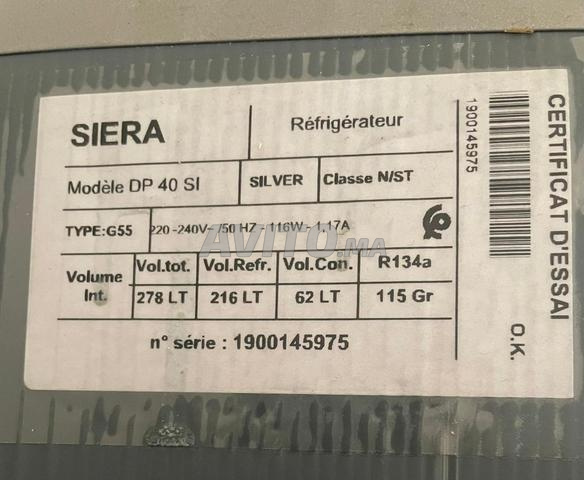 SIERA
Réfrigérateur
Modèle DP 40 SI
SILVER
Classe N/ST
TYPE:G55
220 -240V- /50 HZ - 116W - 1,17A
Volume Int.
Vol.tot.
Vol.Refr.
Vol.Con.
R134a
278 LT
216 LT
62 LT
115 Gr
n° série : 1900145975
1900145975
CERTIFICAT D'ESSAI
O.K.
AVITO.ma